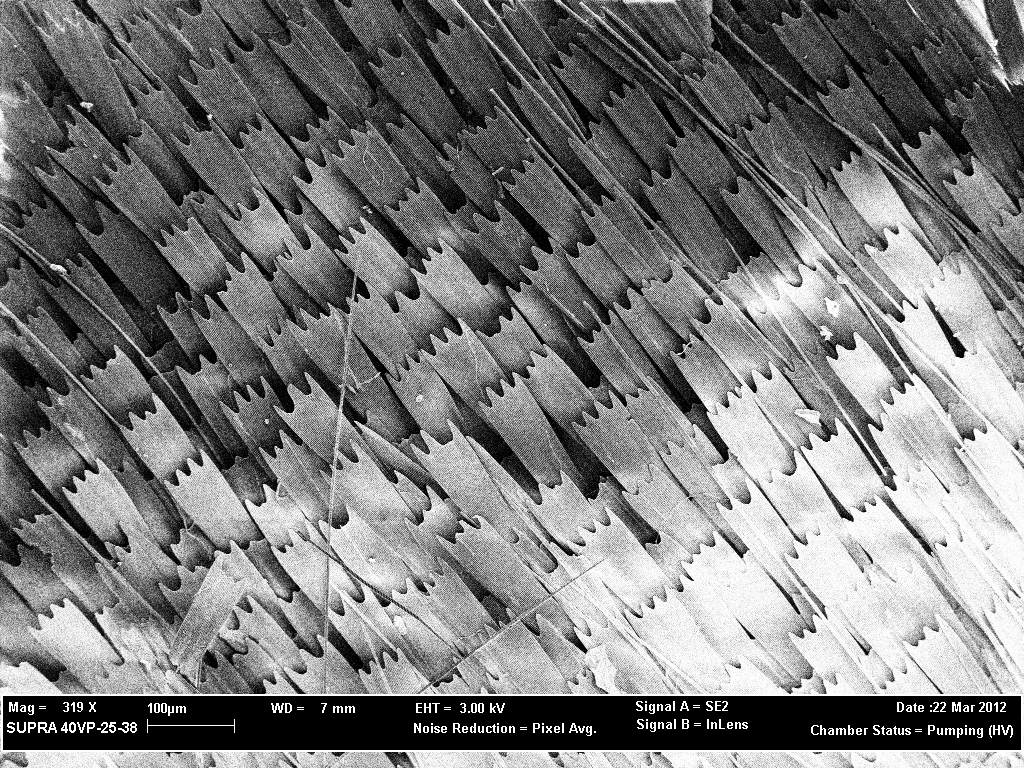 Mag = 319 X 100µm WD = 7 mm EHT = 3.00 kV Signal A = SE2 Date :22 Mar 2012
SUPRA 40VP-25-38 Noise Reduction = Pixel Avg. Signal B = InLens Chamber Status = Pumping (HV)